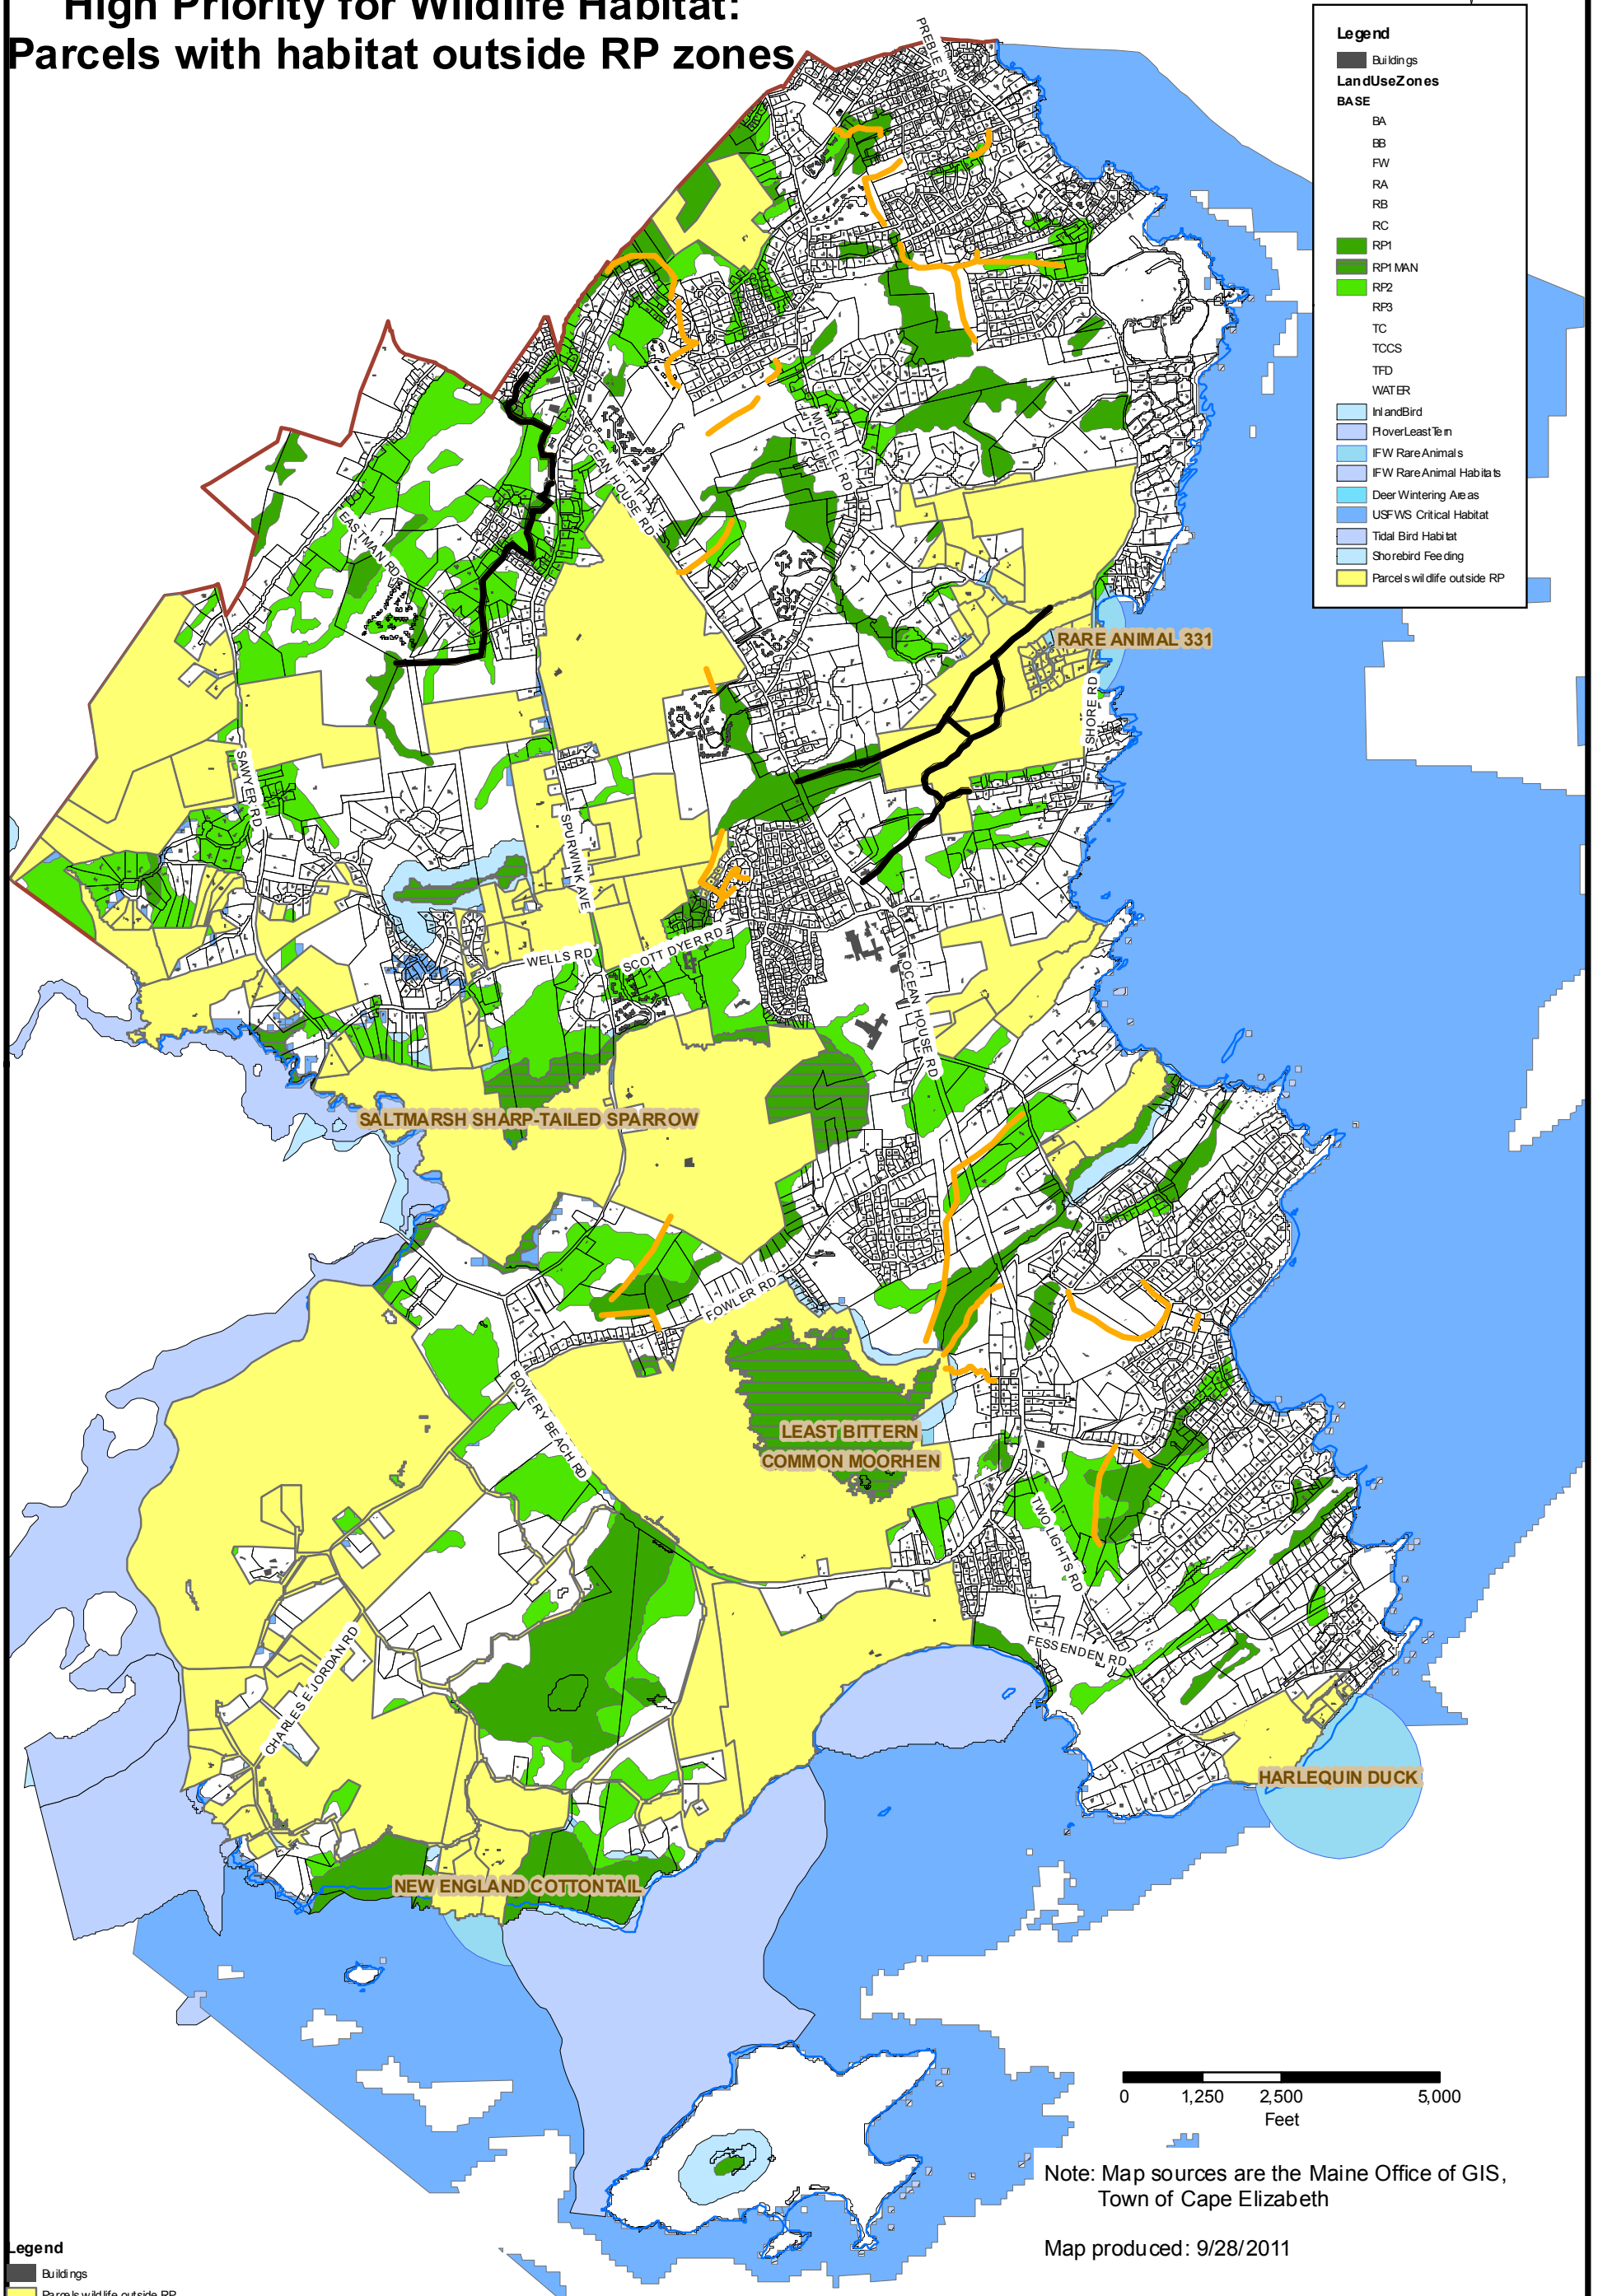 High Priority for Wildlife Habitat:
Parcels with habitat outside RP zones
Legend
Buildings
LandUseZones
BASE
BA
BB
FW
RA
RB
RC
RP1
RP1MAN
RP2
RP3
TC
TCCS
TFD
WATER
InlandBird
PloverLeastTern
IFW Rare Animals
IFW Rare Animal Habitats
Deer Wintering Areas
USFWS Critical Habitat
Tidal Bird Habitat
Shorebird Feeding
Parcels wildlife outside RP
PREBLE ST
MITCHELL RD
OCEAN HOUSE RD
EASTMAN RD
RARE ANIMAL 331
SHORE RD
SAWYER RD
SPURWINK AVE
WELLS RD
SCOTT DYER RD
OCEAN HOUSE RD
SALTMARSH SHARP-TAILED SPARROW
FOWLER RD
BOWERY BEACH RD
LEAST BITTERN
COMMON MOORHEN
TWO LIGHTS RD
FESSENDEN RD
CHARLES E JORDAN RD
HARLEQUIN DUCK
NEW ENGLAND COTTONTAIL
0 1,250 2,500 5,000
Feet
Note: Map sources are the Maine Office of GIS,
Town of Cape Elizabeth
Map produced: 9/28/2011
Legend
Buildings
Parcels wildlife outside RP